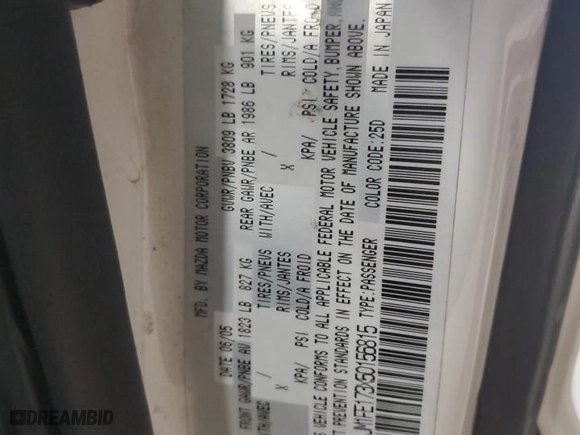 MFD. BY MAZDA MOTOR CORPORATION
DATE 06/05 GVWR/PNBV 3809 LB 1728 KG
FRONT GAWR/PNBE AV 1823 LB 827 KG REAR GAWR/PNBE AR 1986 LB 901 KG
WITH/AVEC TIRES/PNEUS WITH/AVEC TIRES/PNEUS
X RIMS/JANTES X RIMS/JANTES
KPA/ PSI COLD/A FROID KPA/ PSI COLD/A FROID
VEHICLE CONFORMS TO ALL APPLICABLE FEDERAL MOTOR VEHICLE SAFETY, BUMPER,
PREVENTION STANDARDS IN EFFECT ON THE DATE OF MANUFACTURE SHOWN ABOVE.
JM1FE173X50156815 TYPE:PASSENGER
COLOR CODE:25D MADE IN JAPAN
DREAMBID